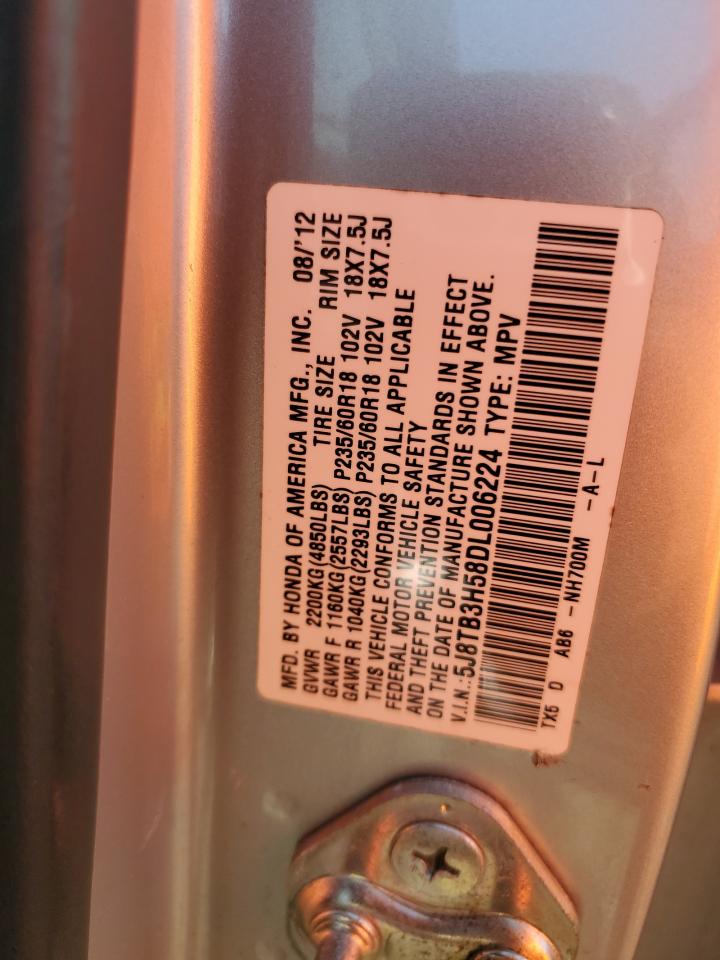 MFD. BY HONDA OF AMERICA MFG., INC. 08/'12
GVWR 2200KG(4850LBS) TIRE SIZE RIM SIZE
GAWR F 1160KG(2557LBS) P235/60R18 102V 18X7.5J
GAWR R 1040KG(2293LBS) P235/60R18 102V 18X7.5J
THIS VEHICLE CONFORMS TO ALL APPLICABLE
FEDERAL MOTOR VEHICLE SAFETY
AND THEFT PREVENTION STANDARDS IN EFFECT
ON THE DATE OF MANUFACTURE SHOWN ABOVE.
V.I.N.:5J8TB3H58DL006224 TYPE: MPV
TX5 D AB6 -NH700M -A-L